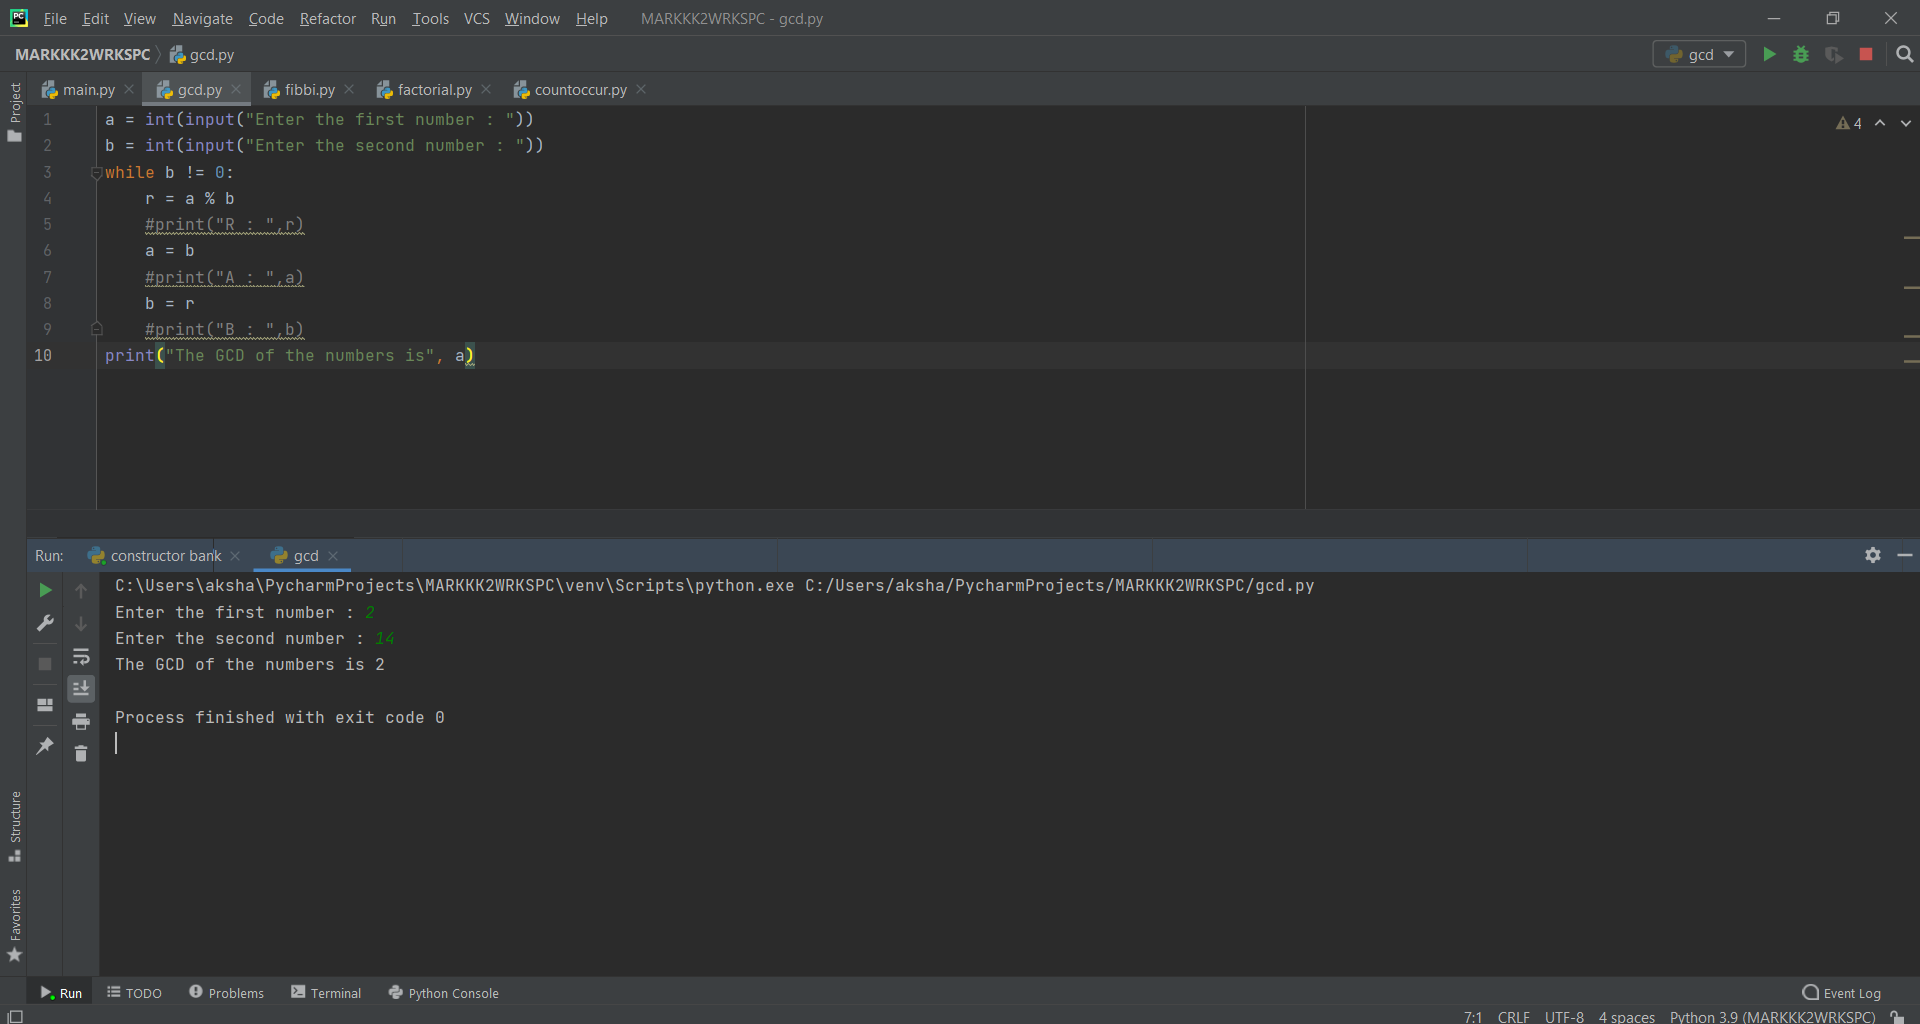 PC File Edit View Navigate Code Refactor Run Tools VCS Window Help MARKKK2WRKSPC - gcd.py
MARKKK2WRKSPC gcd.py gcd
main.py gcd.py fibbi.py factorial.py countoccur.py
Project
1 a = int(input("Enter the first number : "))
4
2 b = int(input("Enter the second number : "))
3 while b != 0:
4 r = a % b
5 #print("R : ",r)
6 a = b
7 #print("A : ",a)
8 b = r
9 #print("B : ",b)
10 print("The GCD of the numbers is", a)
Run: constructor bank gcd
C:\Users\aksha\PycharmProjects\MARKKK2WRKSPC\venv\Scripts\python.exe C:/Users/aksha/PycharmProjects/MARKKK2WRKSPC/gcd.py
Enter the first number : 2
Enter the second number : 14
The GCD of the numbers is 2
Process finished with exit code 0
Structure
Favorites
Run TODO Problems Terminal Python Console Event Log
7:1 CRLF UTF-8 4 spaces Python 3.9 (MARKKK2WRKSPC)